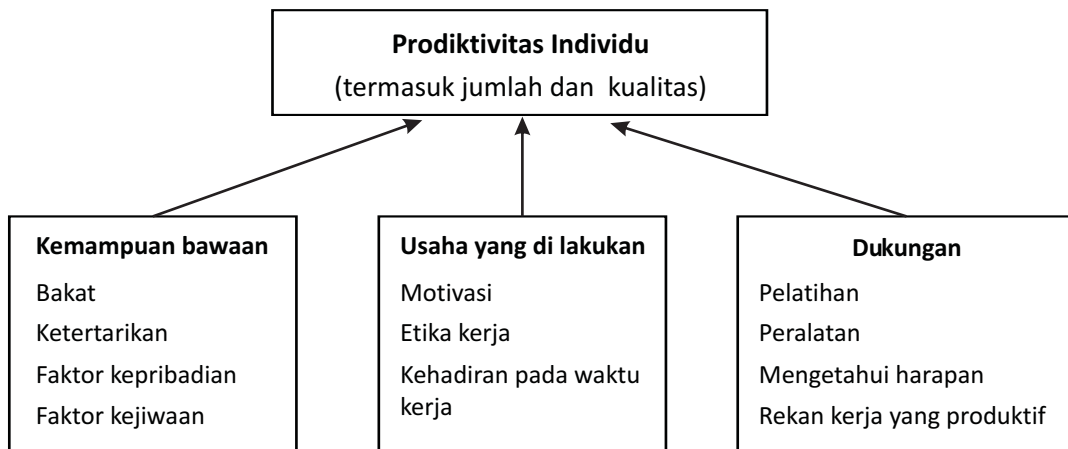 Prodiktivitas Individu
(termasuk jumlah dan kualitas)
Kemampuan bawaan
Bakat
Ketertarikan
Faktor kepribadian
Faktor kejiwaan
Usaha yang di lakukan
Motivasi
Etika kerja
Kehadiran pada waktu
kerja
Dukungan
Pelatihan
Peralatan
Mengetahui harapan
Rekan kerja yang produktif